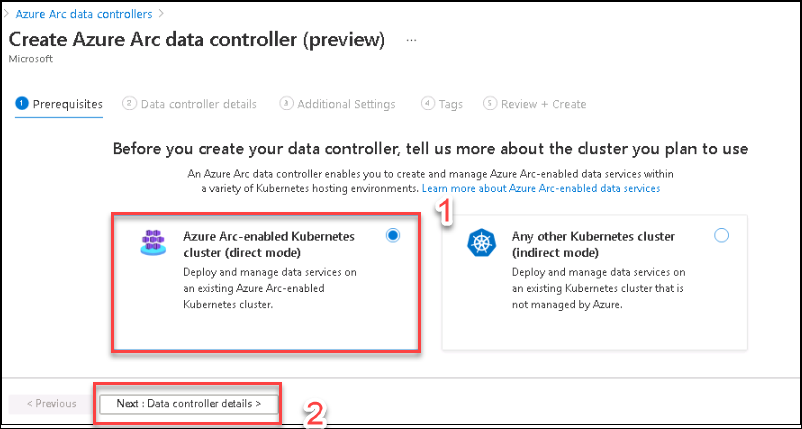 Azure Arc data controllers
Create Azure Arc data controller (preview) ...
Microsoft
1 Prerequisites 2 Data controller details 3 Additional Settings 4 Tags 5 Review + Create
Before you create your data controller, tell us more about the cluster you plan to use
An Azure Arc data controller enables you to create and manage Azure Arc-enabled data services within
a variety of Kubernetes hosting environments. Learn more about Azure Arc-enabled data services
1
Azure Arc-enabled Kubernetes
cluster (direct mode)
Deploy and manage data services on
an existing Azure Arc-enabled
Kubernetes cluster.
Any other Kubernetes cluster
(indirect mode)
Deploy and manage data services on
an existing Kubernetes cluster that is
not managed by Azure.
< Previous
Next : Data controller details >
2